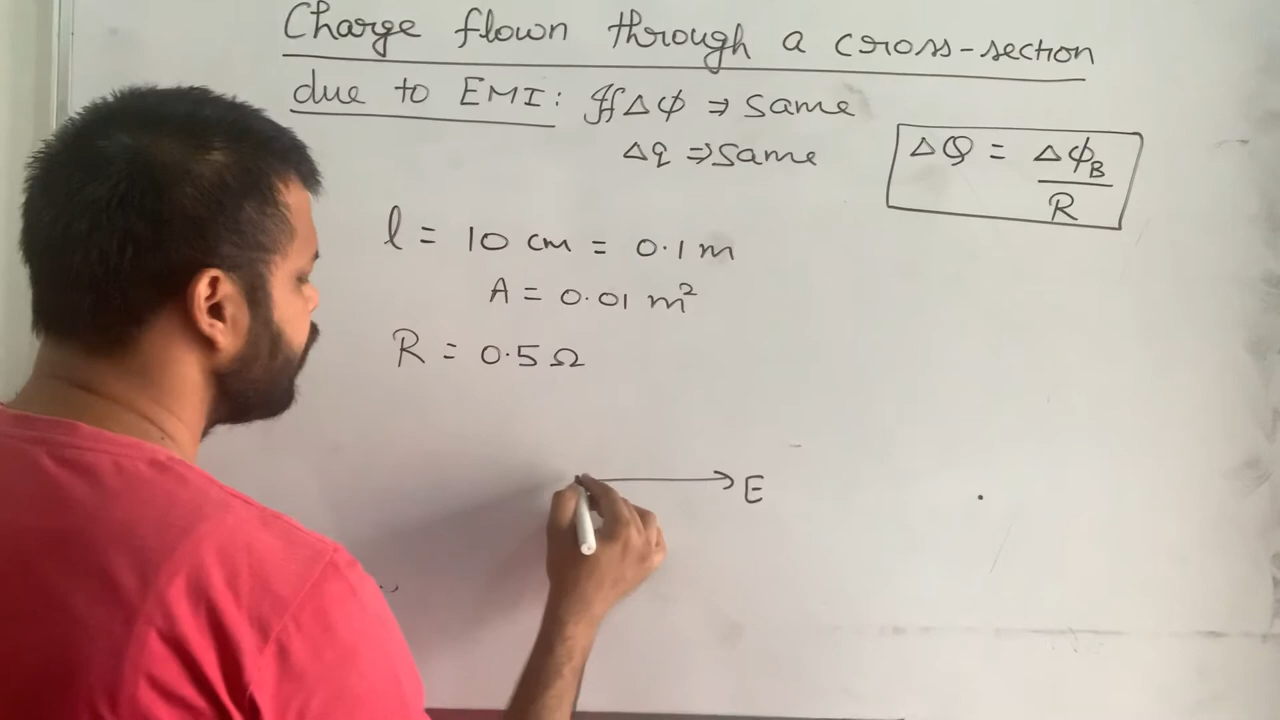 Charge flown through a cross-section
due to EMI: Iff Δϕ ⇒ Same
Δq ⇒ Same
ΔQ = Δϕ_B / R
l = 10 cm = 0.1 m
A = 0.01 m²
R = 0.5 Ω
E